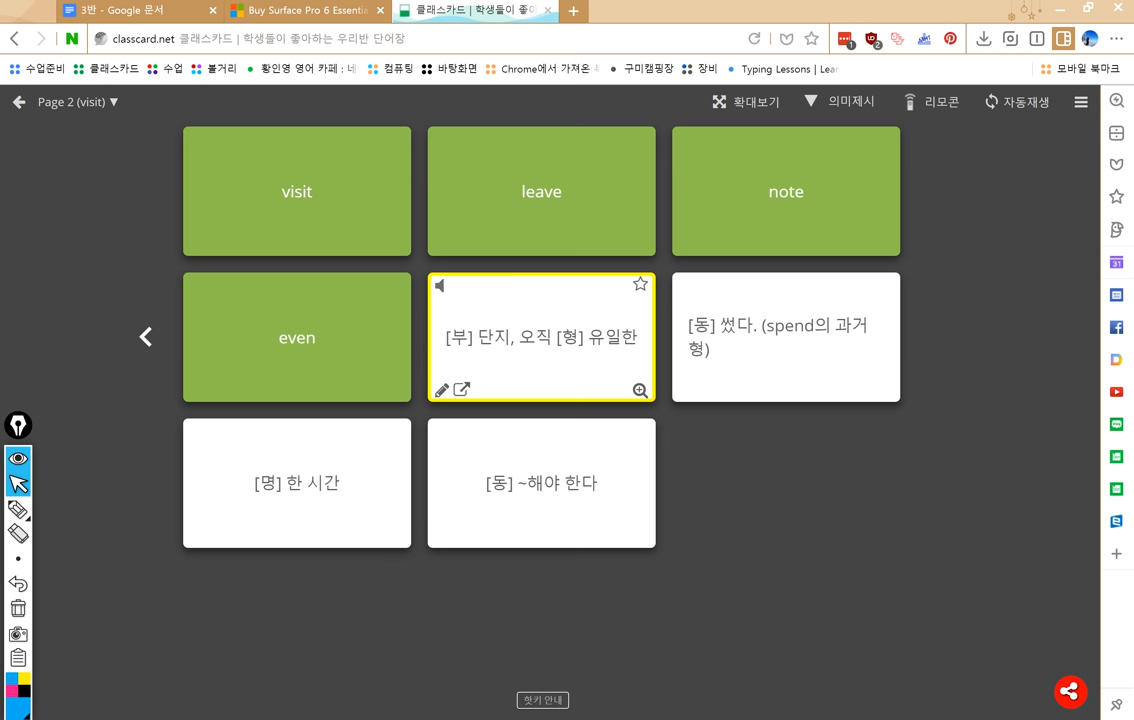 3반 - Google 문서
Buy Surface Pro 6 Essentia
클래스카드 | 학생들이 좋아
N
classcard.net 클래스카드 | 학생들이 좋아하는 우리반 단어장
1
2
수업준비
클래스카드
수업
볼거리
황인영 영어 카페 : 네
컴퓨팅
바탕화면
Chrome에서 가져온
구미캠핑장
장비
Typing Lessons | Lear
모바일 북마크
Page 2 (visit) ▼
확대보기
의미제시
리모콘
자동재생
visit
leave
note
even
[부] 단지, 오직 [형] 유일한
[동] 썼다. (spend의 과거
형)
[명] 한 시간
[동] ~해야 한다
핫키 안내
31